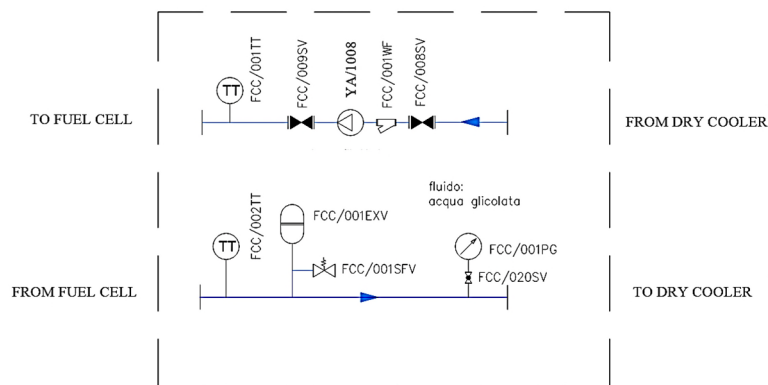 FCC/001TT
FCC/009SV
YA/1008
FCC/001WF
FCC/008SV
TT
TO FUEL CELL
FROM DRY COOLER
fluido:
acqua glicolata
FCC/002TT
FCC/001EXV
TT
FCC/001PG
FCC/001SFV
FCC/020SV
FROM FUEL CELL
TO DRY COOLER